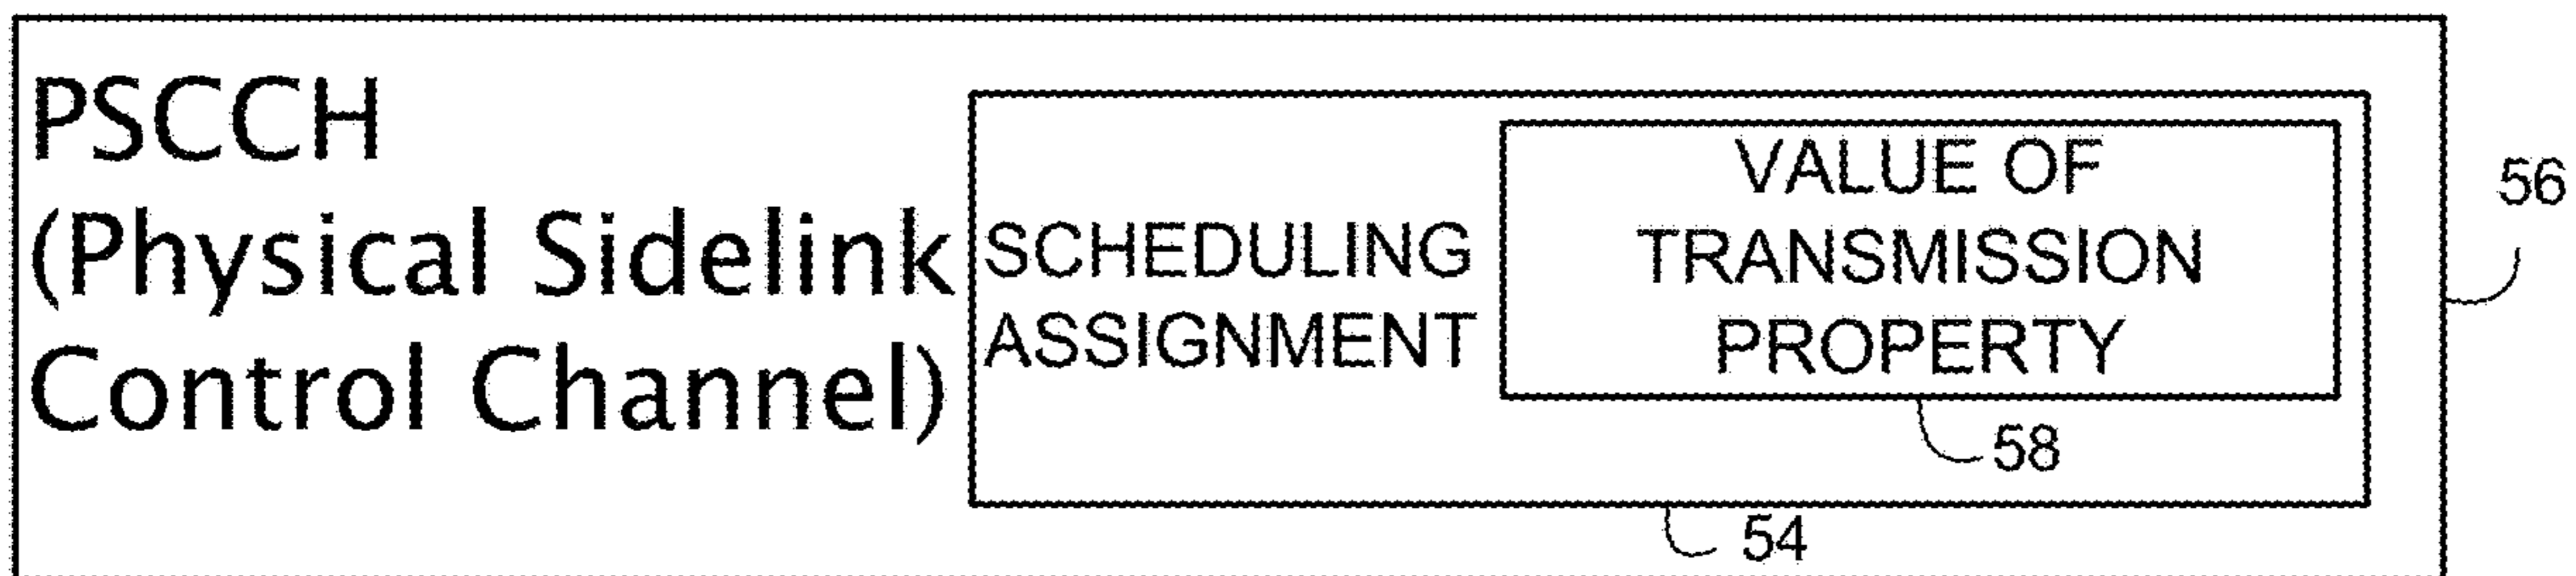 PSCCH
(Physical Sidelink
Control Channel)
SCHEDULING
ASSIGNMENT
VALUE OF
TRANSMISSION
PROPERTY
56
58
54